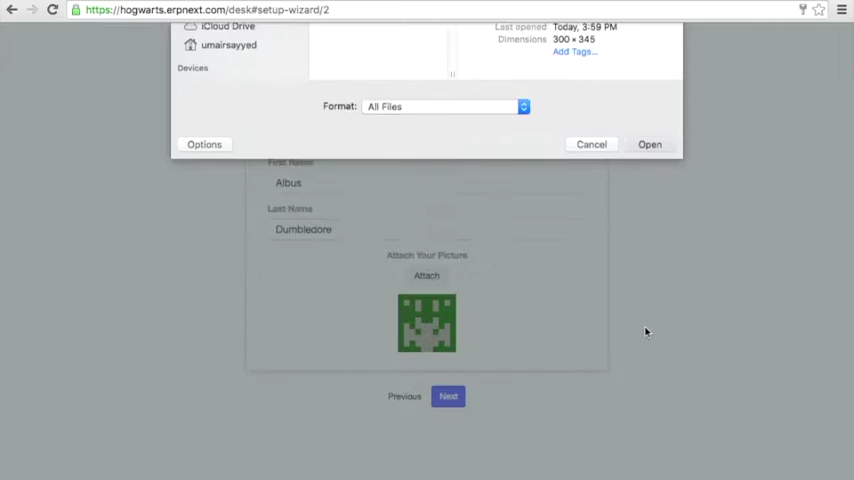 https://hogwarts.erpnext.com/desk#setup-wizard/2
iCloud Drive
umairsayyed
Devices
Last opened Today, 3:59 PM
Dimensions 300 × 345
Add Tags...
Format: All Files
Options
Cancel
Open
First Name
Albus
Last Name
Dumbledore
Attach Your Picture
Attach
Previous
Next